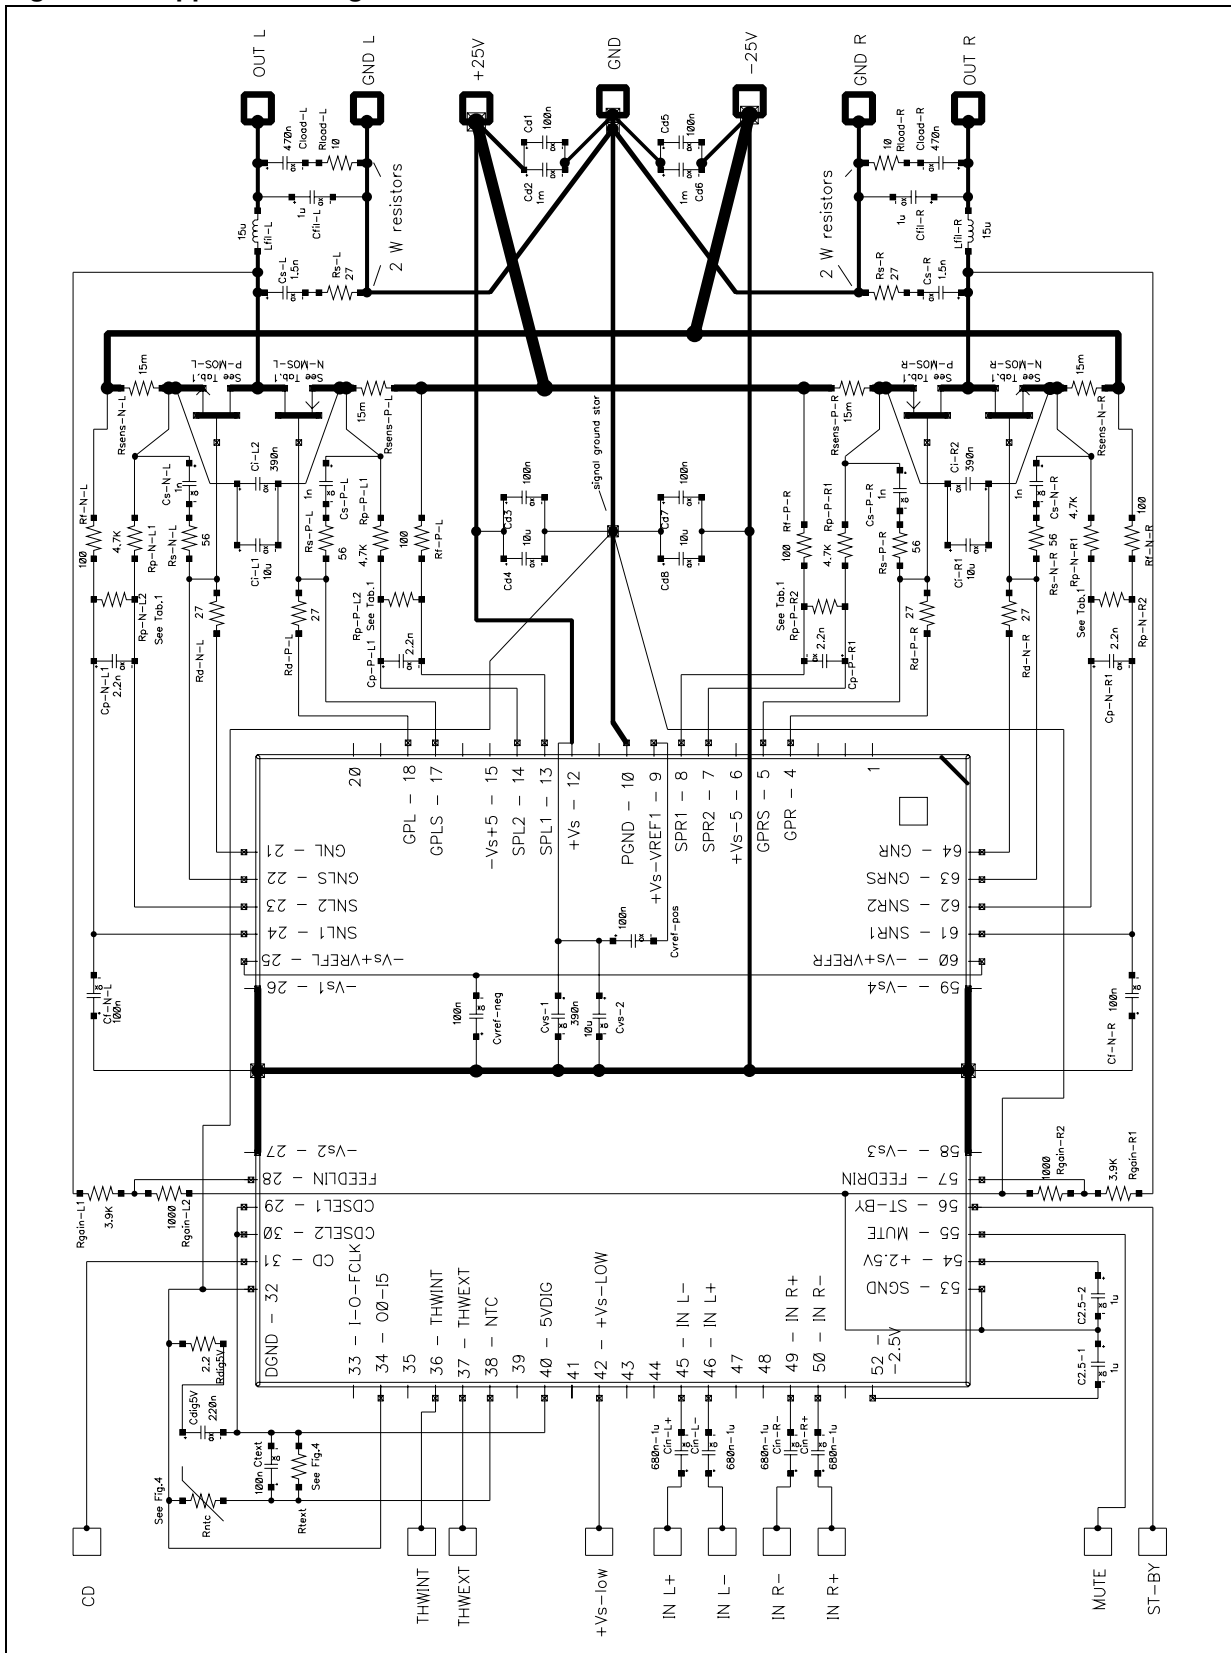 OUT L
GND L
+25V
GND
-25V
GND R
OUT R
470n
Cload-L
Rload-L
10
Cd1
100n
Cd5
100n
10
Rload-R
Cload-R
470n
Cd2
1m
1m
Cd6
2 W resistors
2 W resistors
1u
Cfil-L
1u
Cfil-R
15u
Lfil-L
Lfil-R
15u
Cs-L
1.5n
Rs-L
27
Rs-R
27
Cs-R
1.5n
15m
Rsens-N-L
P-MOS-L
See Tab.1
N-MOS-L
See Tab.1
15m
Rsens-P-L
15m
Rsens-P-R
P-MOS-R
See Tab.1
N-MOS-R
See Tab.1
15m
Rsens-N-R
Rf-N-L
100
4.7K
Rp-N-L1
Cs-N-L
1n
Rs-N-L
56
Ci-L2
390n
Ci-L1
10u
1n
Cs-P-L
Rs-P-L
56
Rp-P-L1
4.7K
100
Rf-P-L
Cd3
100n
Cd4
10u
signal ground star
100n
Cd7
10u
Cd8
Rf-P-R
100
Rp-P-R1
4.7K
Cs-P-R
1n
Rs-P-R
56
Ci-R2
390n
Ci-R1
10u
1n
Cs-N-R
Rs-N-R
56
4.7K
Rp-N-R1
100
Rf-N-R
Rp-N-L2
See Tab.1
Cp-N-L1
2.2n
27
Rd-N-L
27
Rd-P-L
Rp-P-L2
See Tab.1
Cp-P-L1
2.2n
See Tab.1
Rp-P-R2
2.2n
Cp-P-R1
27
Rd-P-R
27
Rd-N-R
See Tab.1
Rp-N-R2
2.2n
Cp-N-R1
20
GPL - 18
GPLS - 17
-Vs+5 - 15
SPL2 - 14
SPL1 - 13
+Vs - 12
PGND - 10
+Vs-VREF1 - 9
SPR1 - 8
SPR2 - 7
+Vs-5 - 6
GPRS - 5
GPR - 4
1
21 - GNL
22 - GNLS
23 - SNL2
24 - SNL1
25 - -Vs+VREFL
26 - -Vs1
64 - GNR
63 - GNRS
62 - SNR2
61 - SNR1
60 - -Vs+VREFR
59 - -Vs4
Cf-N-L
100n
100n
Cvref-pos
100n
Cvref-neg
Cvs-1
390n
10u
Cvs-2
100n
Cf-N-R
27 - -Vs2
28 - FEEDLIN
29 - CDSEL1
30 - CDSEL2
31 - CD
58 - -Vs3
57 - FEEDRIN
56 - ST-BY
55 - MUTE
54 - +2.5V
53 - SGND
Rgain-L1
3.9K
1000
Rgain-L2
1000
Rgain-R2
3.9K
Rgain-R1
DGND - 32
33 - I-O-FCLK
34 - OO-I5
35
36 - THWINT
37 - THWEXT
38 - NTC
39
40 - 5VDIG
41
42 - +Vs-LOW
43
44
45 - IN L-
46 - IN L+
47
48
49 - IN R+
50 - IN R-
52 - -2.5V
2.2
Rdig5V
Cdig5V
220n
C2.5-2
1u
C2.5-1
1u
See Fig.4
Rntc
100n Ctext
See Fig.4
Rtext
680n-1u
Cin-L+
Cin-L-
680n-1u
680n-1u
Cin-R-
Cin-R+
680n-1u
CD
THWINT
THWEXT
+Vs-low
IN L+
IN L-
IN R-
IN R+
MUTE
ST-BY